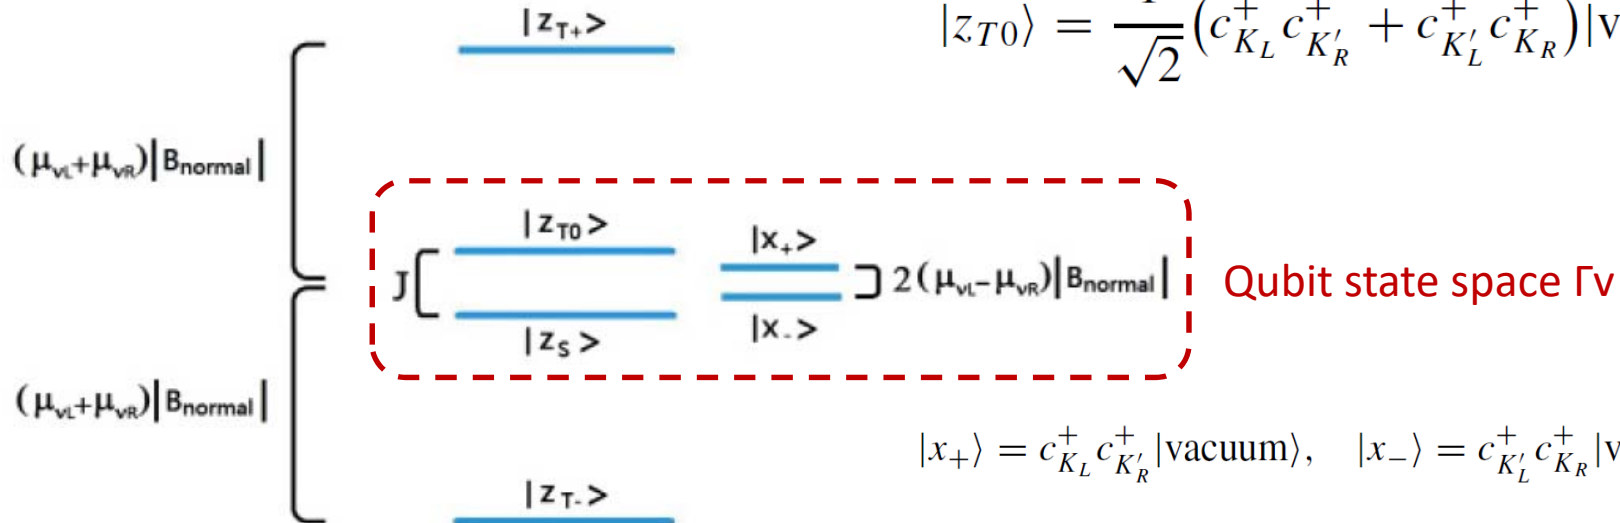 |z_{T+}>
|z_{T0}⟩ = 1/√2 (c^+_{K_L} c^+_{K'_R} + c^+_{K'_L} c^+_{K_R})|v
(μ_{vL}+μ_{vR})|B_{normal}|
|z_{T0}>
|x_+>
J
2(μ_{vL}-μ_{vR})|B_{normal}|
Qubit state space Γv
|z_S>
|x_->
(μ_{vL}+μ_{vR})|B_{normal}|
|x_+⟩ = c^+_{K_L} c^+_{K'_R}|vacuum⟩, |x_−⟩ = c^+_{K'_L} c^+_{K_R}|v
|z_{T-}>